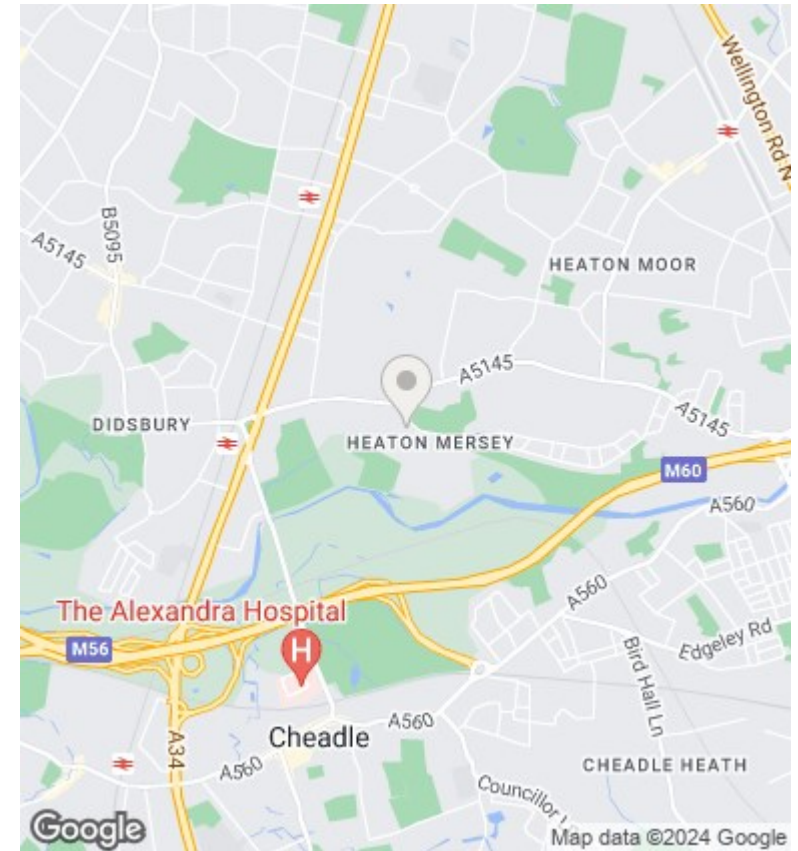 Wellington Rd N
B5095
A5145
HEATON MOOR
A5145
DIDSBURY
A5145
HEATON MERSEY
M60
A560
The Alexandra Hospital
H
M56
A560
Edgeley Rd
Bird Hall Ln
A34
Cheadle
A560
A560
CHEADLE HEATH
Councillor
Google
Map data ©2024 Google